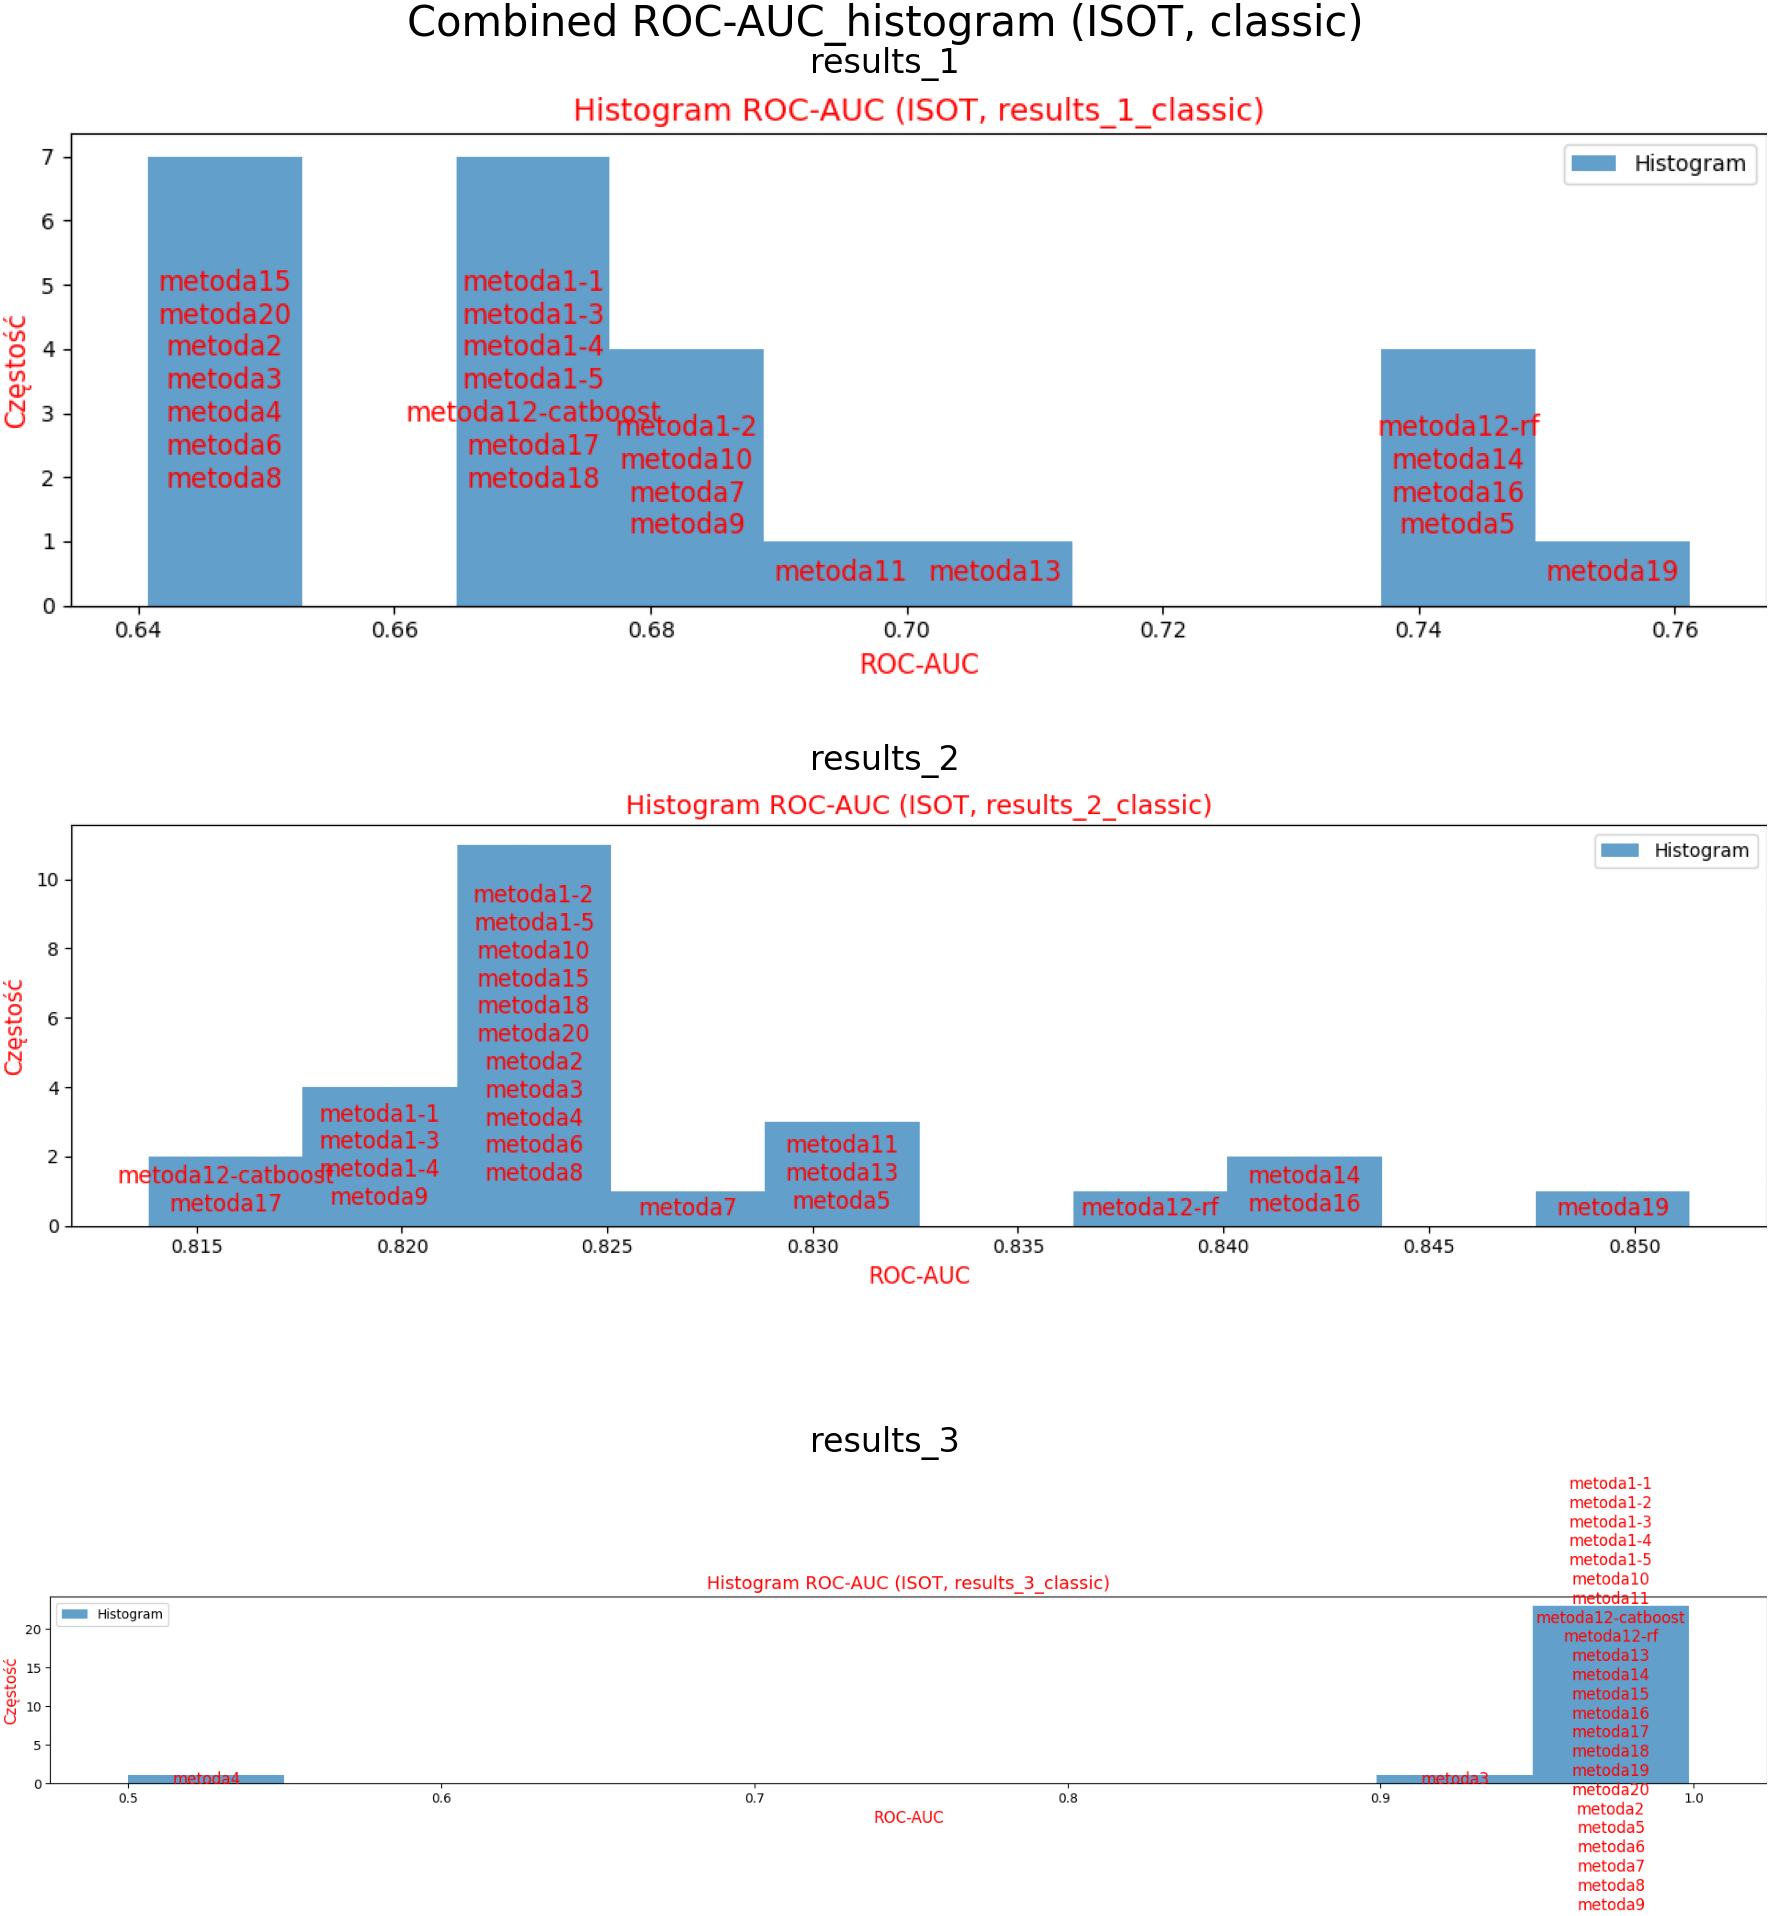 Combined ROC-AUC_histogram (ISOT, classic)
results_1
Histogram ROC-AUC (ISOT, results_1_classic)
Histogram
Częstość
7
6
5
4
3
2
1
0
metoda15
metoda20
metoda2
metoda3
metoda4
metoda6
metoda8
metoda1-1
metoda1-3
metoda1-4
metoda1-5
metoda12-catboost
metoda17
metoda18
metoda1-2
metoda10
metoda7
metoda9
metoda11
metoda13
metoda12-rf
metoda14
metoda16
metoda5
metoda19
0.64 0.66 0.68 0.70 0.72 0.74 0.76
ROC-AUC
results_2
Histogram ROC-AUC (ISOT, results_2_classic)
Histogram
Częstość
10
8
6
4
2
0
metoda12-catboost
metoda17
metoda1-1
metoda1-3
metoda1-4
metoda9
metoda1-2
metoda1-5
metoda10
metoda15
metoda18
metoda20
metoda2
metoda3
metoda4
metoda6
metoda8
metoda7
metoda11
metoda13
metoda5
metoda12-rf
metoda14
metoda16
metoda19
0.815 0.820 0.825 0.830 0.835 0.840 0.845 0.850
ROC-AUC
results_3
Histogram ROC-AUC (ISOT, results_3_classic)
Histogram
Częstość
20
15
10
5
0
metoda4
metoda3
metoda1-1
metoda1-2
metoda1-3
metoda1-4
metoda1-5
metoda10
metoda11
metoda12-catboost
metoda12-rf
metoda13
metoda14
metoda15
metoda16
metoda17
metoda18
metoda19
metoda20
metoda2
metoda5
metoda6
metoda7
metoda8
metoda9
0.5 0.6 0.7 0.8 0.9 1.0
ROC-AUC